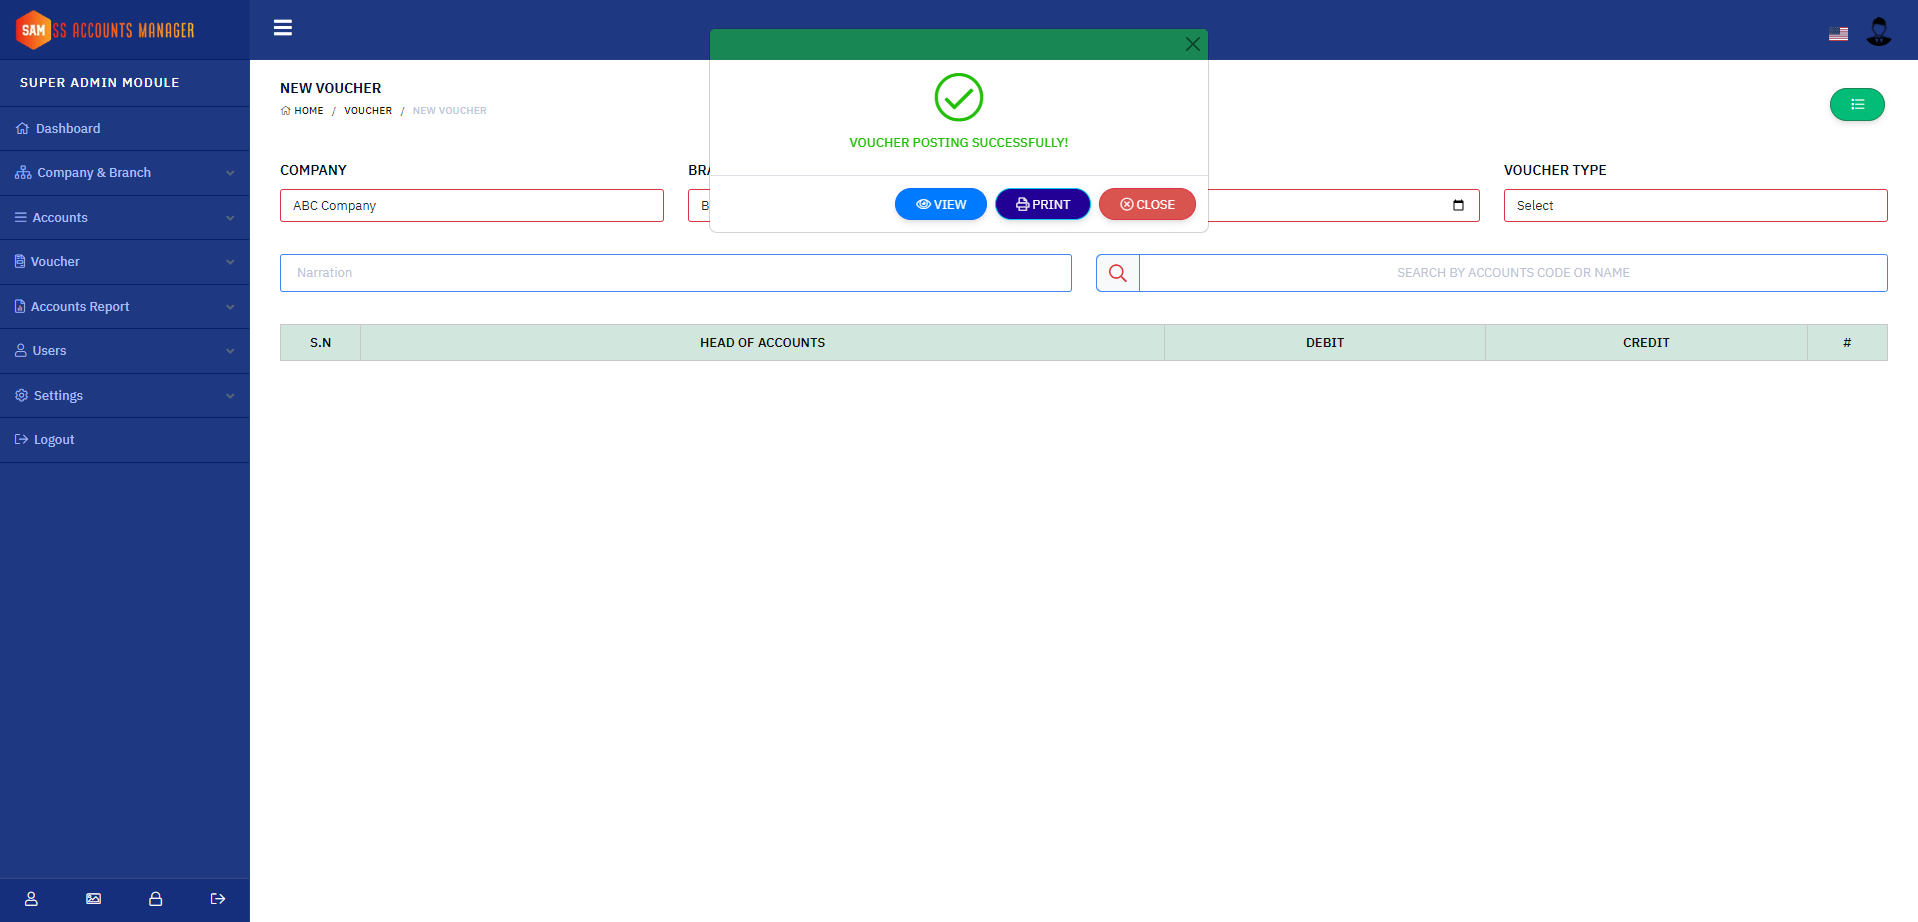 SAM SS ACCOUNTS MANAGER
SUPER ADMIN MODULE
Dashboard
Company & Branch
Accounts
Voucher
Accounts Report
Users
Settings
Logout
NEW VOUCHER
HOME / VOUCHER / NEW VOUCHER
VOUCHER POSTING SUCCESSFULLY!
VIEW PRINT CLOSE
COMPANY
ABC Company
VOUCHER TYPE
Select
Narration
SEARCH BY ACCOUNTS CODE OR NAME
S.N HEAD OF ACCOUNTS DEBIT CREDIT #